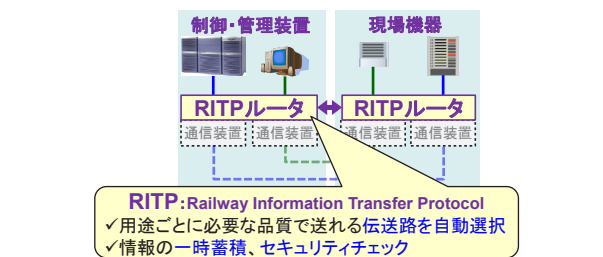 制御・管理装置
現場機器
RITPルータ
RITPルータ
通信装置
通信装置
通信装置
通信装置
RITP:Railway Information Transfer Protocol
✓用途ごとに必要な品質で送れる伝送路を自動選択
✓情報の一時蓄積、セキュリティチェック